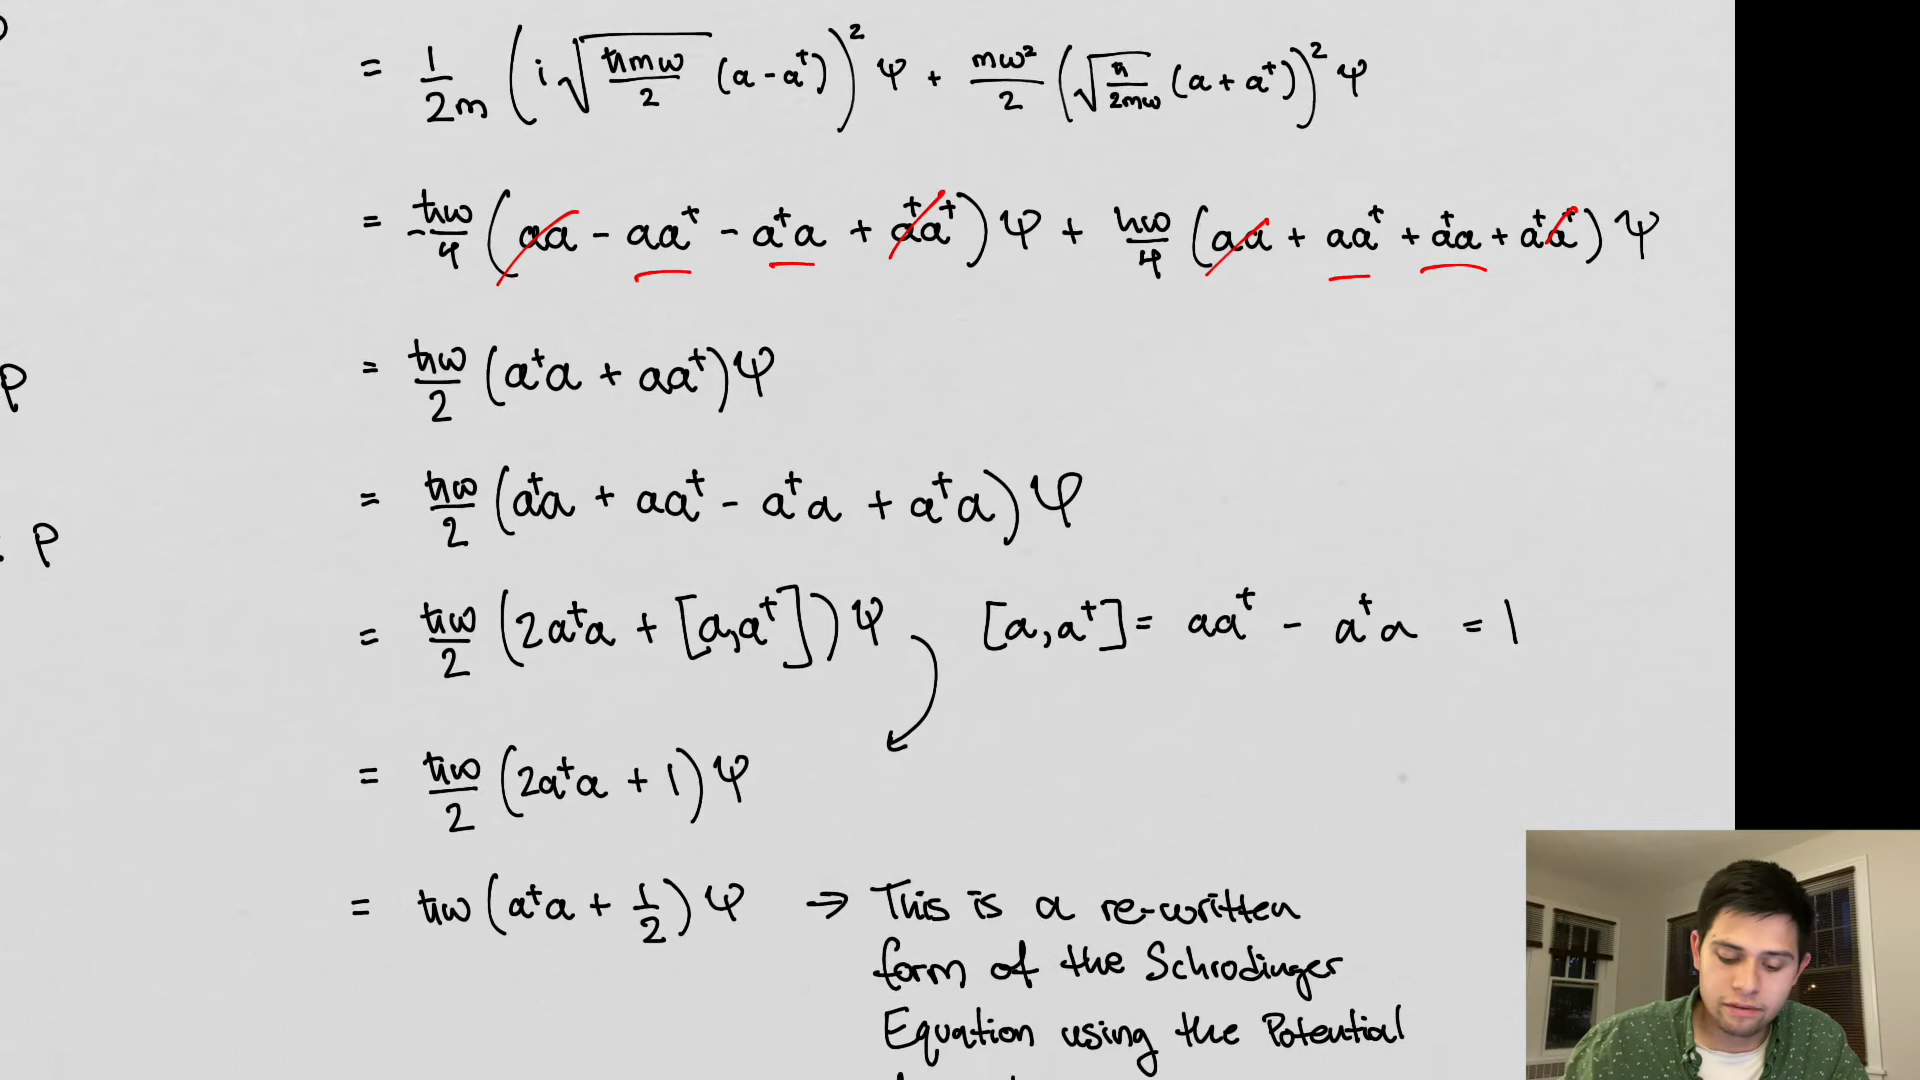 = 1/2m (i√(ħmω/2) (a - a†))² Ψ + mω²/2 (√(ħ/2mω) (a + a†))² Ψ
= -ħω/4 (aa - aa† - a†a + a†a†) Ψ + ħω/4 (aa + aa† + a†a + a†a†) Ψ
= ħω/2 (a†a + aa†) Ψ
P
= ħω/2 (a†a + aa† - a†a + a†a) Ψ
P
= ħω/2 (2a†a + [a,a†]) Ψ [a,a†] = aa† - a†a = 1
= ħω/2 (2a†a + 1) Ψ
= ħω (a†a + 1/2) Ψ → This is a re-written
form of the Schrodinger
Equation using the Potential